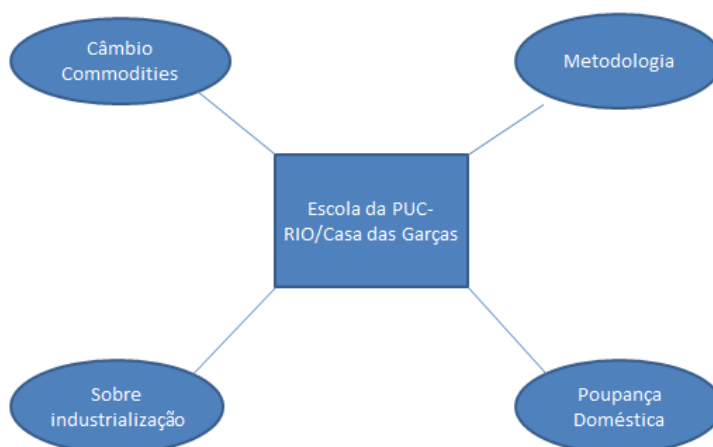 Câmbio
Commodities
Metodologia
Escola da PUC-
RIO/Casa das Garças
Sobre
industrialização
Poupança
Doméstica